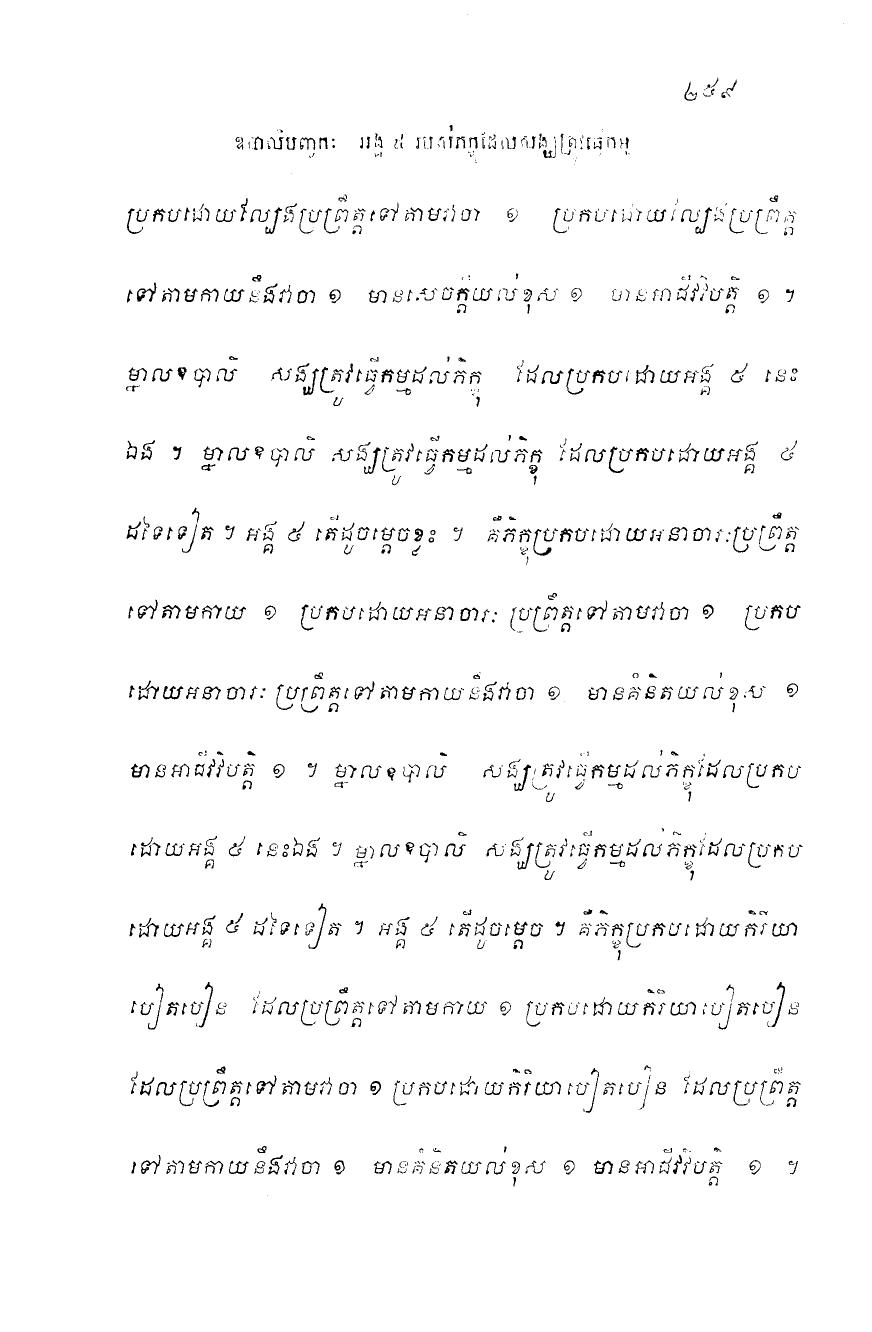 ២៥៩
ឧបាលិបញ្ចកៈ អង្គ ៥ របស់ភិក្ខុដែលសង្ឃត្រូវធ្វើកម្ម
ប្រកបដោយល្បែងប្រព្រឹត្តទៅតាមវាចា ១ ប្រកបដោយល្បែងប្រព្រឹត្ត
ទៅតាមកាយនឹងវាចា ១ មានសេចក្តីយល់ខុស ១ មានអាជីវវិបត្តិ ១ ។
ម្នាលឧបាលិ សង្ឃត្រូវធ្វើកម្មដល់ភិក្ខុ ដែលប្រកបដោយអង្គ ៥ នេះ
ឯង ។ ម្នាលឧបាលិ សង្ឃត្រូវធ្វើកម្មដល់ភិក្ខុ ដែលប្រកបដោយអង្គ ៥
ដទៃទៀត ។ អង្គ ៥ តើដូចម្តេចខ្លះ ។ គឺភិក្ខុប្រកបដោយអនាចារៈប្រព្រឹត្ត
ទៅតាមកាយ ១ ប្រកបដោយអនាចារៈ ប្រព្រឹត្តទៅតាមវាចា ១ ប្រកប
ដោយអនាចារៈ ប្រព្រឹត្តទៅតាមកាយនឹងវាចា ១ មានគំនិតយល់ខុស ១
មានអាជីវវិបត្តិ ១ ។ ម្នាលឧបាលិ សង្ឃត្រូវធ្វើកម្មដល់ភិក្ខុដែលប្រកប
ដោយអង្គ ៥ នេះឯង ។ ម្នាលឧបាលិ សង្ឃត្រូវធ្វើកម្មដល់ភិក្ខុដែលប្រកប
ដោយអង្គ ៥ ដទៃទៀត ។ អង្គ ៥ តើដូចម្តេច ។ គឺភិក្ខុប្រកបដោយកិរិយា
បៀតបៀន ដែលប្រព្រឹត្តទៅតាមកាយ ១ ប្រកបដោយកិរិយាបៀតបៀន
ដែលប្រព្រឹត្តទៅតាមវាចា ១ ប្រកបដោយកិរិយាបៀតបៀន ដែលប្រព្រឹត្ត
ទៅតាមកាយនឹងវាចា ១ មានគំនិតយល់ខុស ១ មានអាជីវវិបត្តិ ១ ។